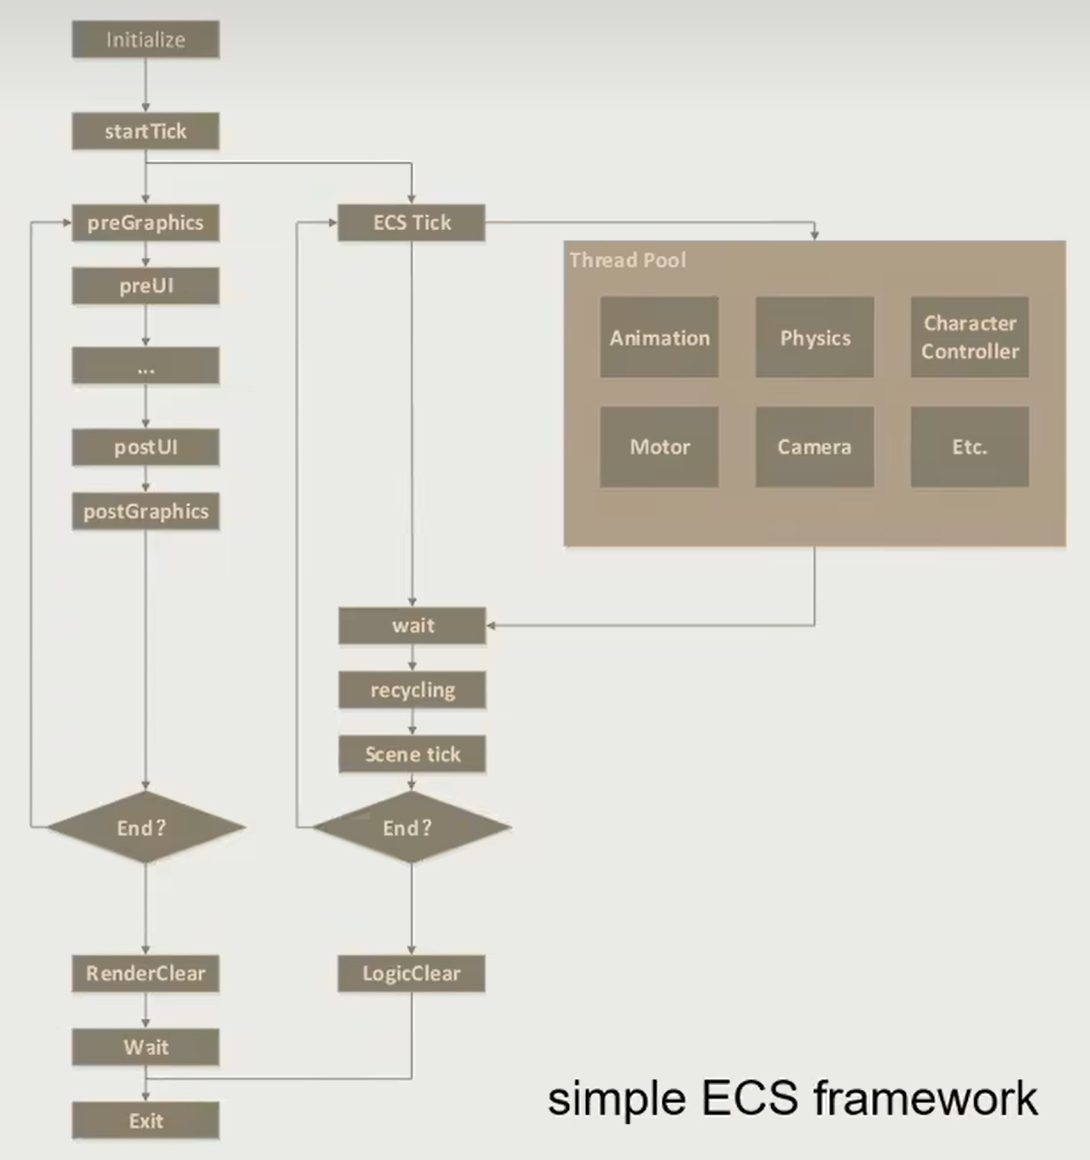 Initialize
startTick
preGraphics
preUI
...
postUI
postGraphics
End?
RenderClear
Wait
Exit
ECS Tick
wait
recycling
Scene tick
End?
LogicClear
Thread Pool
Animation
Physics
Character
Controller
Motor
Camera
Etc.
simple ECS framework